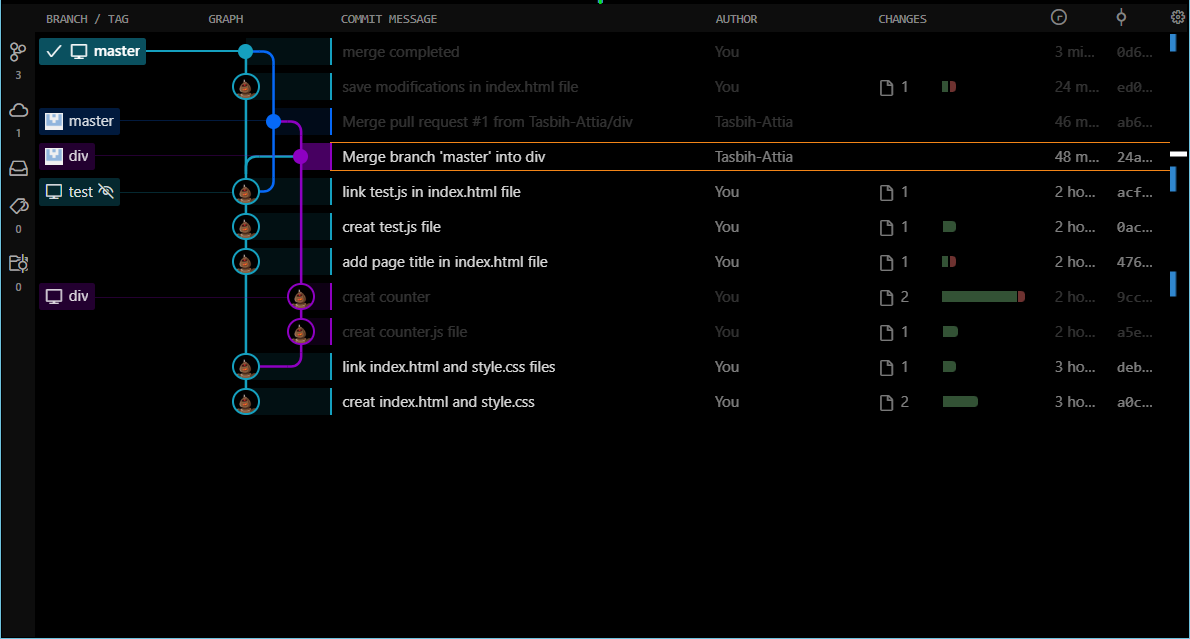 BRANCH / TAG GRAPH COMMIT MESSAGE AUTHOR CHANGES
master merge completed You 3 mi... 0d6...
3
save modifications in index.html file You 1 24 m... ed0...
master Merge pull request #1 from Tasbih-Attia/div Tasbih-Attia 46 m... ab6...
1
div Merge branch 'master' into div Tasbih-Attia 48 m... 24a...
test link test.js in index.html file You 1 2 ho... acf...
creat test.js file You 1 2 ho... 0ac...
0
add page title in index.html file You 1 2 ho... 476...
0
div creat counter You 2 2 ho... 9cc...
creat counter.js file You 1 2 ho... a5e...
link index.html and style.css files You 1 3 ho... deb...
creat index.html and style.css You 2 3 ho... a0c...